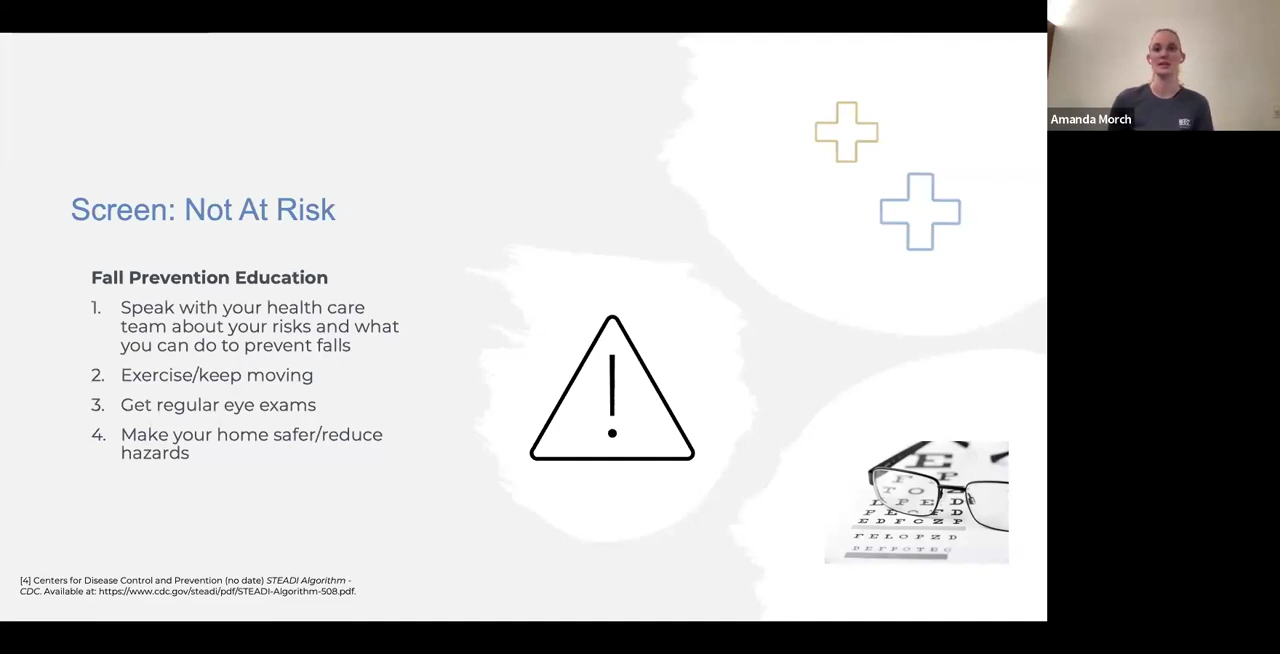 Screen: Not At Risk
Fall Prevention Education
1. Speak with your health care
team about your risks and what
you can do to prevent falls
2. Exercise/keep moving
3. Get regular eye exams
4. Make your home safer/reduce
hazards
[4] Centers for Disease Control and Prevention (no date) STEADI Algorithm -
CDC. Available at: https://www.cdc.gov/steadi/pdf/STEADI-Algorithm-508.pdf.
Amanda Morch
E
P
EDFCZP
FELOPZD
DEFPOTEC